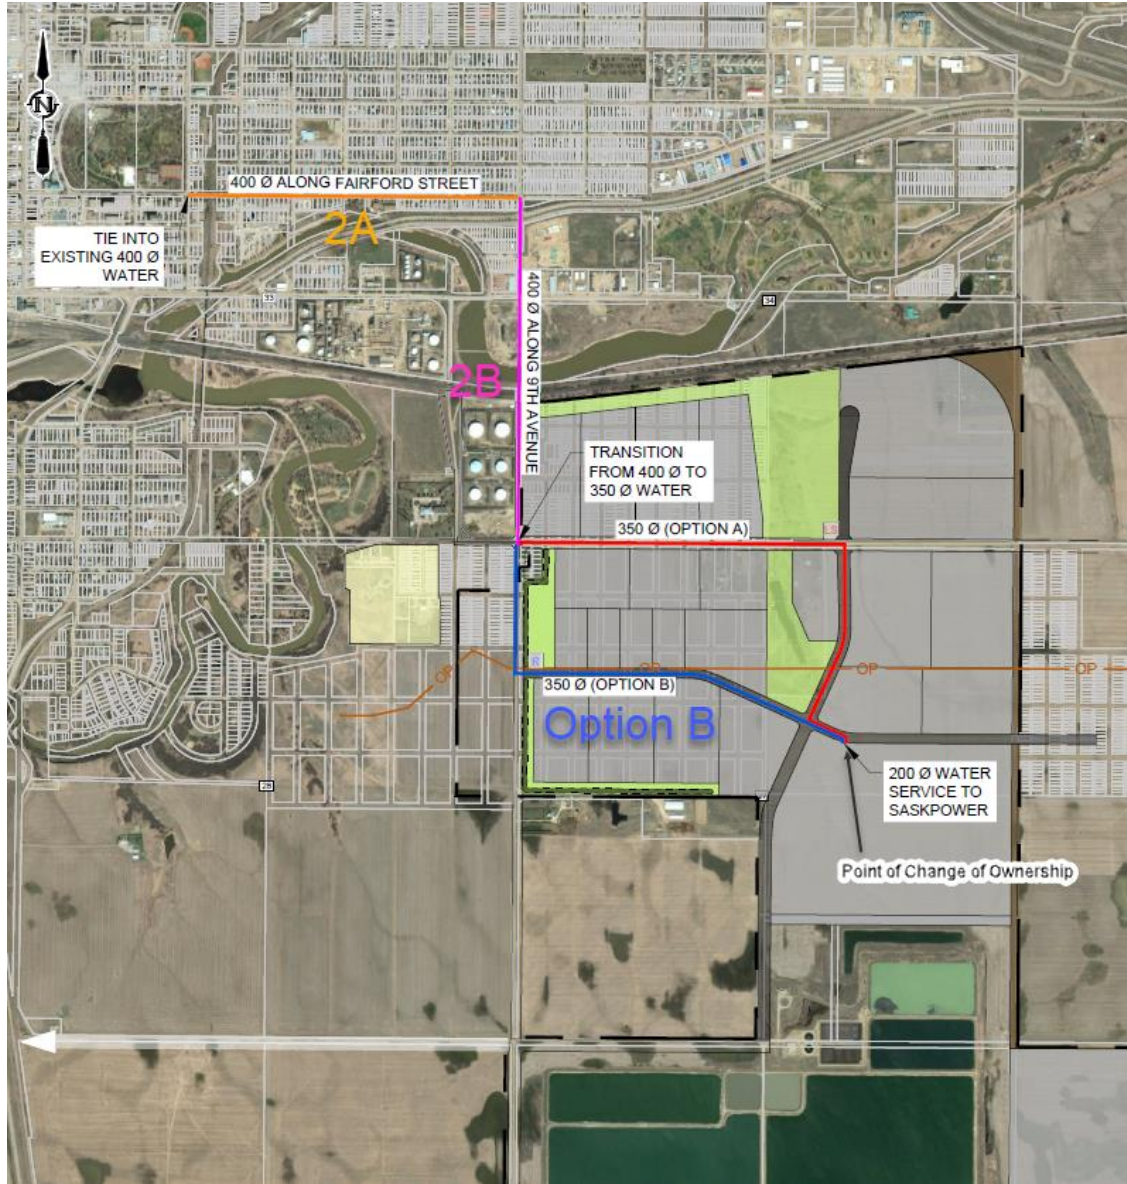 N
400 Ø ALONG FAIRFORD STREET
2A
TIE INTO
EXISTING 400 Ø
WATER
33
34
400 Ø ALONG 9TH AVENUE
2B
TRANSITION
FROM 400 Ø TO
350 Ø WATER
350 Ø (OPTION A)
LS
OP
OP
OP
OP
350 Ø (OPTION B)
Option B
28
200 Ø WATER
SERVICE TO
SASKPOWER
Point of Change of Ownership